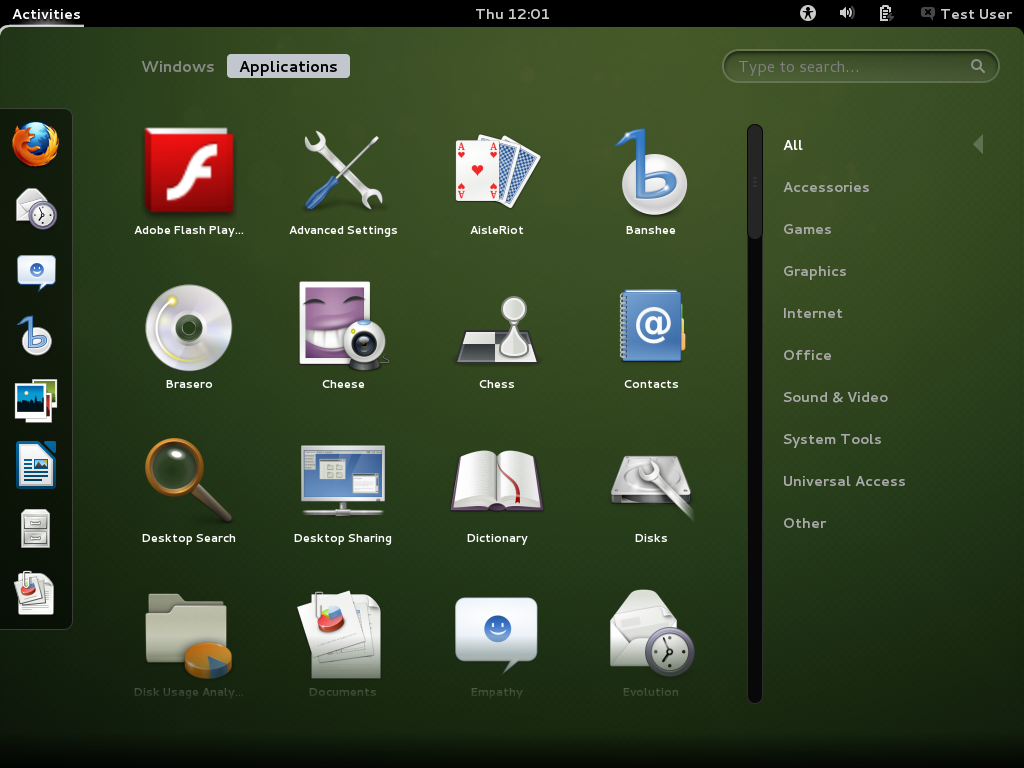 Activities
Thu 12:01
Test User
Windows
Applications
Type to search...
Adobe Flash Play...
Advanced Settings
AisleRiot
Banshee
Brasero
Cheese
Chess
Contacts
Desktop Search
Desktop Sharing
Dictionary
Disks
Disk Usage Analy...
Documents
Empathy
Evolution
All
Accessories
Games
Graphics
Internet
Office
Sound & Video
System Tools
Universal Access
Other